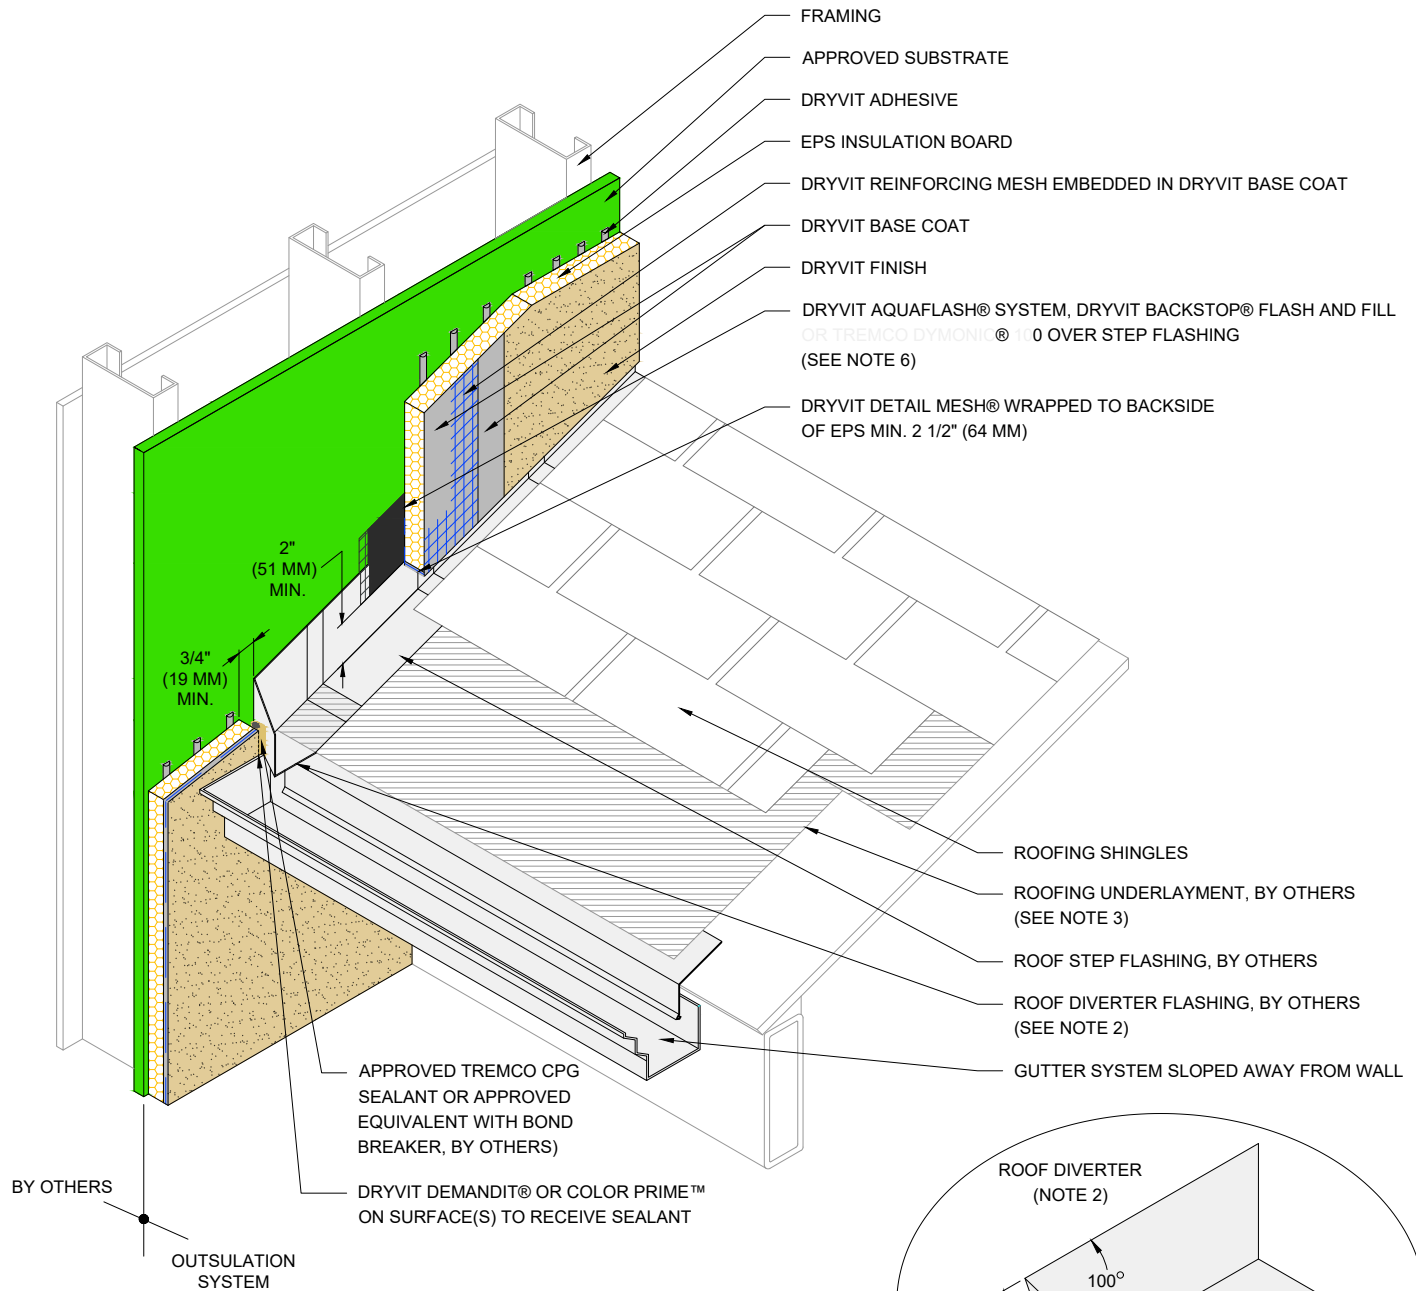 FRAMING
APPROVED SUBSTRATE
DRYVIT ADHESIVE
EPS INSULATION BOARD
DRYVIT REINFORCING MESH EMBEDDED IN DRYVIT BASE COAT
DRYVIT BASE COAT
DRYVIT FINISH
DRYVIT AQUAFLASH® SYSTEM, DRYVIT BACKSTOP® FLASH AND FILL
OR TREMCO DYMONIC® 100 OVER STEP FLASHING
(SEE NOTE 6)
DRYVIT DETAIL MESH® WRAPPED TO BACKSIDE
OF EPS MIN. 2 1/2" (64 MM)
2"
(51 MM)
MIN.
3/4"
(19 MM)
MIN.
ROOFING SHINGLES
ROOFING UNDERLAYMENT, BY OTHERS
(SEE NOTE 3)
ROOF STEP FLASHING, BY OTHERS
ROOF DIVERTER FLASHING, BY OTHERS
(SEE NOTE 2)
GUTTER SYSTEM SLOPED AWAY FROM WALL
APPROVED TREMCO CPG
SEALANT OR APPROVED
EQUIVALENT WITH BOND
BREAKER, BY OTHERS)
DRYVIT DEMANDIT® OR COLOR PRIME™
ON SURFACE(S) TO RECEIVE SEALANT
BY OTHERS
OUTSULATION
SYSTEM
ROOF DIVERTER
(NOTE 2)
100°